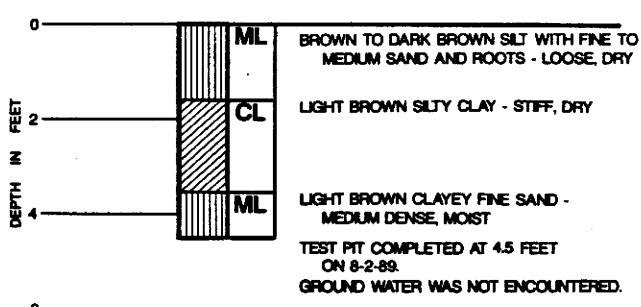 0
ML
BROWN TO DARK BROWN SILT WITH FINE TO
MEDIUM SAND AND ROOTS - LOOSE, DRY
DEPTH IN FEET
2
CL
LIGHT BROWN SILTY CLAY - STIFF, DRY
4
ML
LIGHT BROWN CLAYEY FINE SAND -
MEDIUM DENSE, MOIST
TEST PIT COMPLETED AT 4.5 FEET
ON 8-2-89.
GROUND WATER WAS NOT ENCOUNTERED.